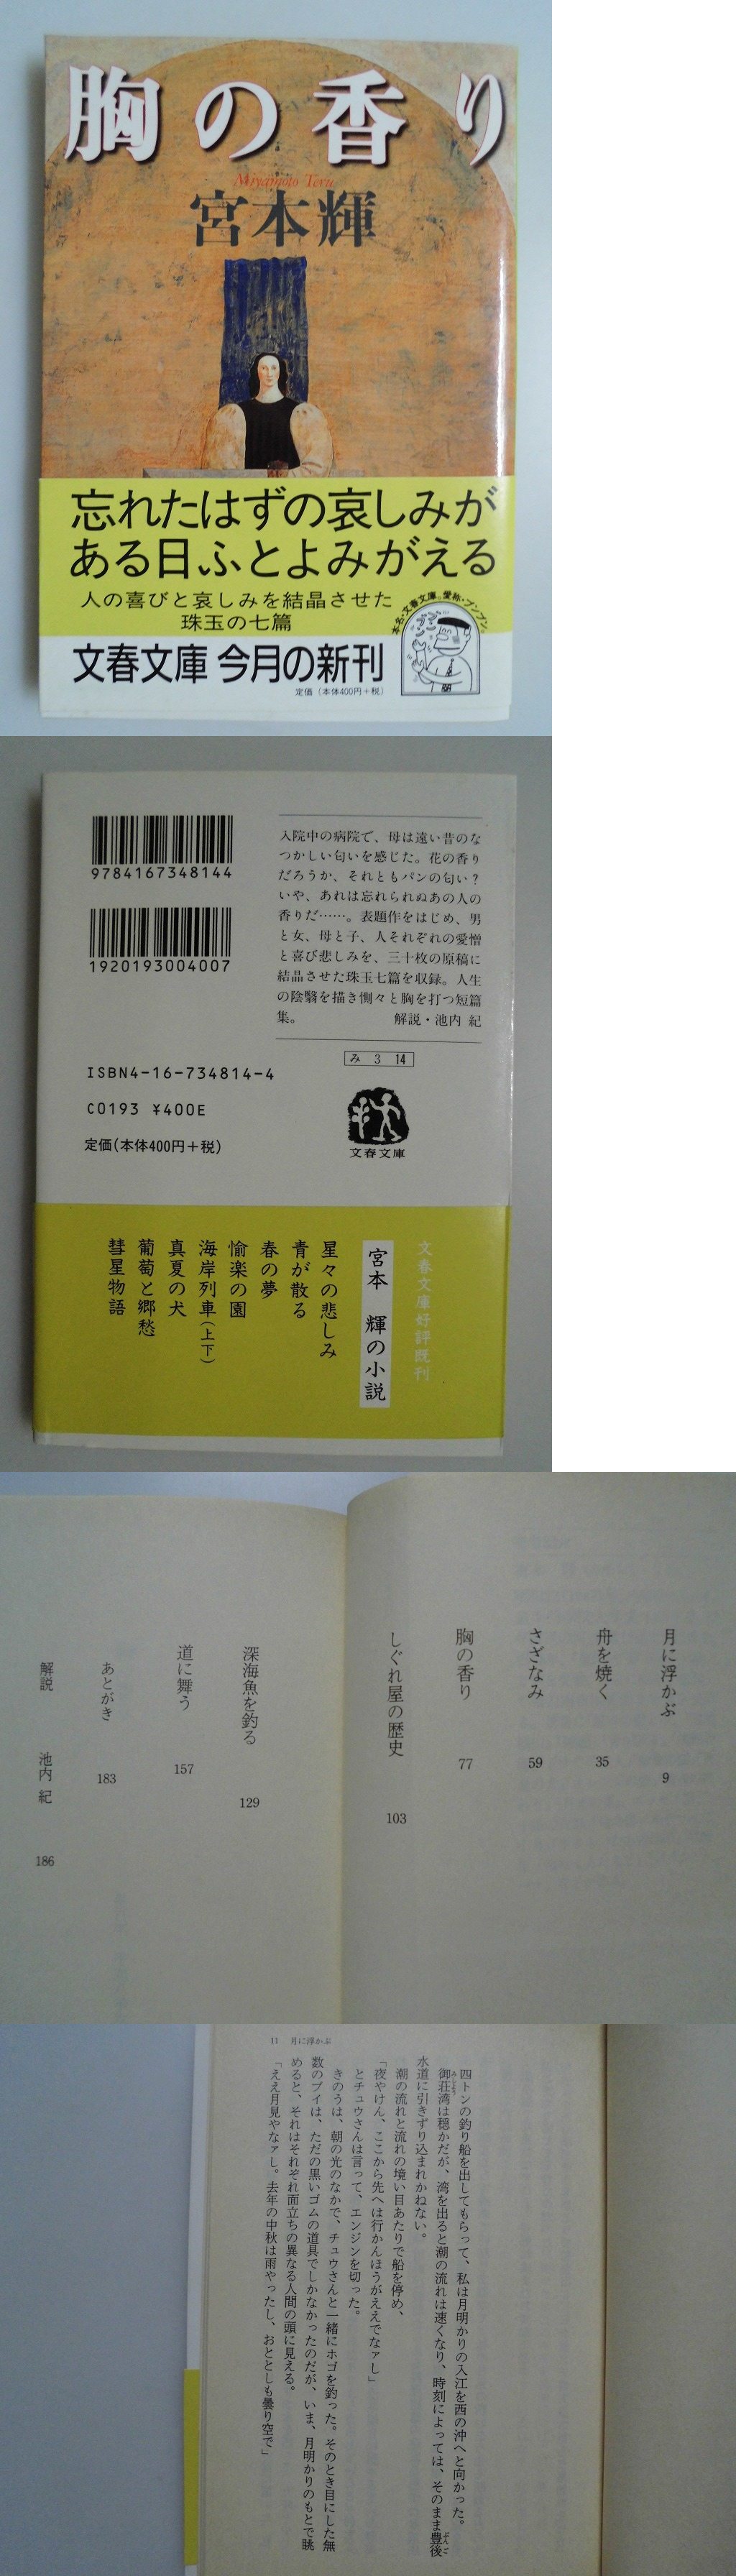 胸の香り
Miyamoto Teru
宮本輝
忘れたはずの哀しみが
ある日ふとよみがえる
人の喜びと哀しみを結晶させた
珠玉の七篇
本名・文春文庫。愛称・ブンブン。
文春文庫 今月の新刊
定価（本体400円＋税）
9784167348144
1920193004007
入院中の病院で、母は遠い昔のな
つかしい匂いを感じた。花の香り
だろうか、それともパンの匂い？
いや、あれは忘れられぬあの人の
香りだ……。表題作をはじめ、男
と女、母と子、人それぞれの愛憎
と喜び悲しみを、三十枚の原稿に
結晶させた珠玉七篇を収録。人生
の陰翳を描き惻々と胸を打つ短篇
集。 解説・池内 紀
ISBN4-16-734814-4
C0193 ¥400E
定価(本体400円＋税)
み 3 14
文春文庫
文春文庫好評既刊
宮本 輝の小説
星々の悲しみ
青が散る
春の夢
愉楽の園
海岸列車（上下）
真夏の犬
葡萄と郷愁
彗星物語
月に浮かぶ 9
舟を焼く 35
さざなみ 59
胸の香り 77
しぐれ屋の歴史 103
深海魚を釣る 129
道に舞う 157
あとがき 183
解説 池内 紀 186
11 月に浮かぶ
四トンの釣り船を出してもらって、私は月明かりの入江を西の沖へと向かった。
御荘湾は穏かだが、湾を出ると潮の流れは速くなり、時刻によっては、そのまま豊後
水道に引きずり込まれかねない。
潮の流れと流れの境い目あたりで船を停め、
「夜やけん、ここから先へは行かんほうがええでなァし」
とチュウさんは言って、エンジンを切った。
きのうは、朝の光のなかで、チュウさんと一緒にホゴを釣った。そのとき目にした無
数のブイは、ただの黒いゴムの道具でしかなかったのだが、いま、月明かりのもとで眺
めると、それはそれぞれ面立ちの異なる人間の頭に見える。
「ええ月見やなァし。去年の中秋は雨やったし、おととしも曇り空で」